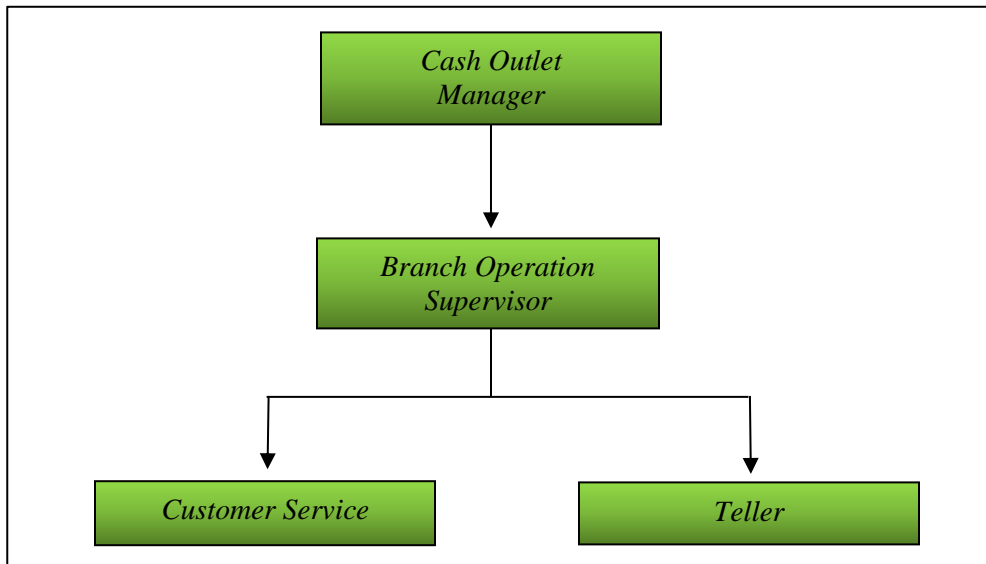 Cash Outlet
Manager
Branch Operation
Supervisor
Customer Service
Teller